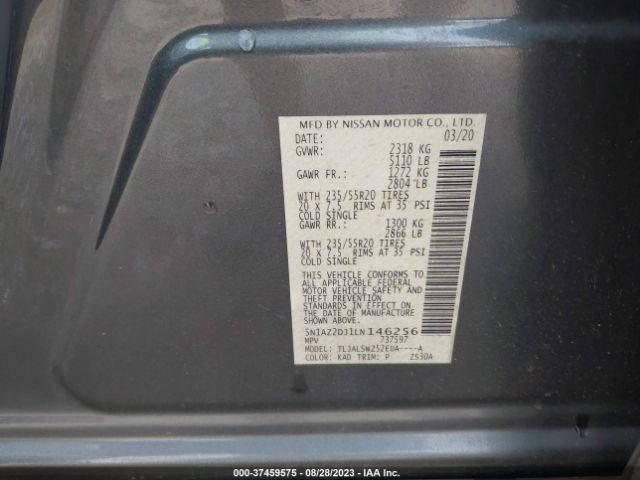 MFD BY NISSAN MOTOR CO., LTD.
DATE: 03/20
GVWR: 2318 KG
5110 LB
GAWR FR.: 1272 KG
2804 LB
WITH 235/55R20 TIRES
20 X 7.5 RIMS AT 35 PSI
COLD SINGLE
GAWR RR.: 1300 KG
2866 LB
WITH 235/55R20 TIRES
20 X 7.5 RIMS AT 35 PSI
COLD SINGLE
THIS VEHICLE CONFORMS TO
ALL APPLICABLE FEDERAL
MOTOR VEHICLE SAFETY AND
THEFT PREVENTION
STANDARDS IN EFFECT ON
THE DATE OF MANUFACTURE
SHOWN ABOVE.
5N1AZ2DJ1LN146256
MPV 737597
MODEL: TLJALSWZ52EUA----A
COLOR: KAD TRIM: P Z530A
000-37459575 - 08/28/2023 - IAA Inc.